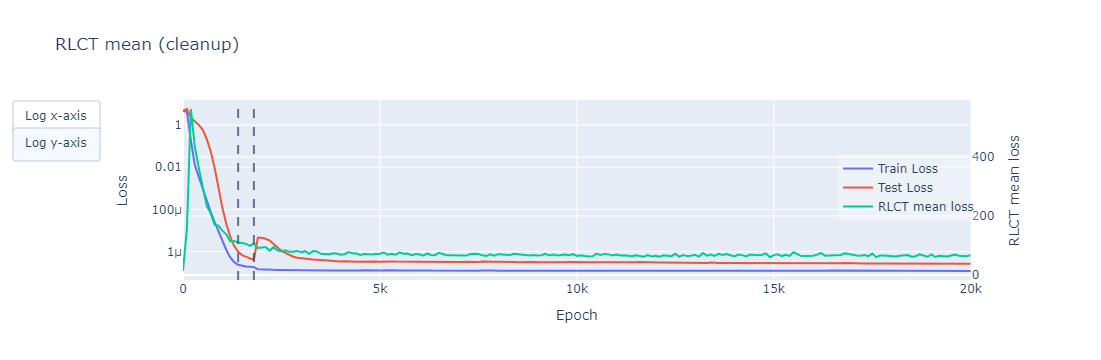 RLCT mean (cleanup)
Log x-axis
Log y-axis
Loss
1
0.01
100μ
1μ
0
5k
10k
15k
20k
Epoch
400
200
0
RLCT mean loss
Train Loss
Test Loss
RLCT mean loss